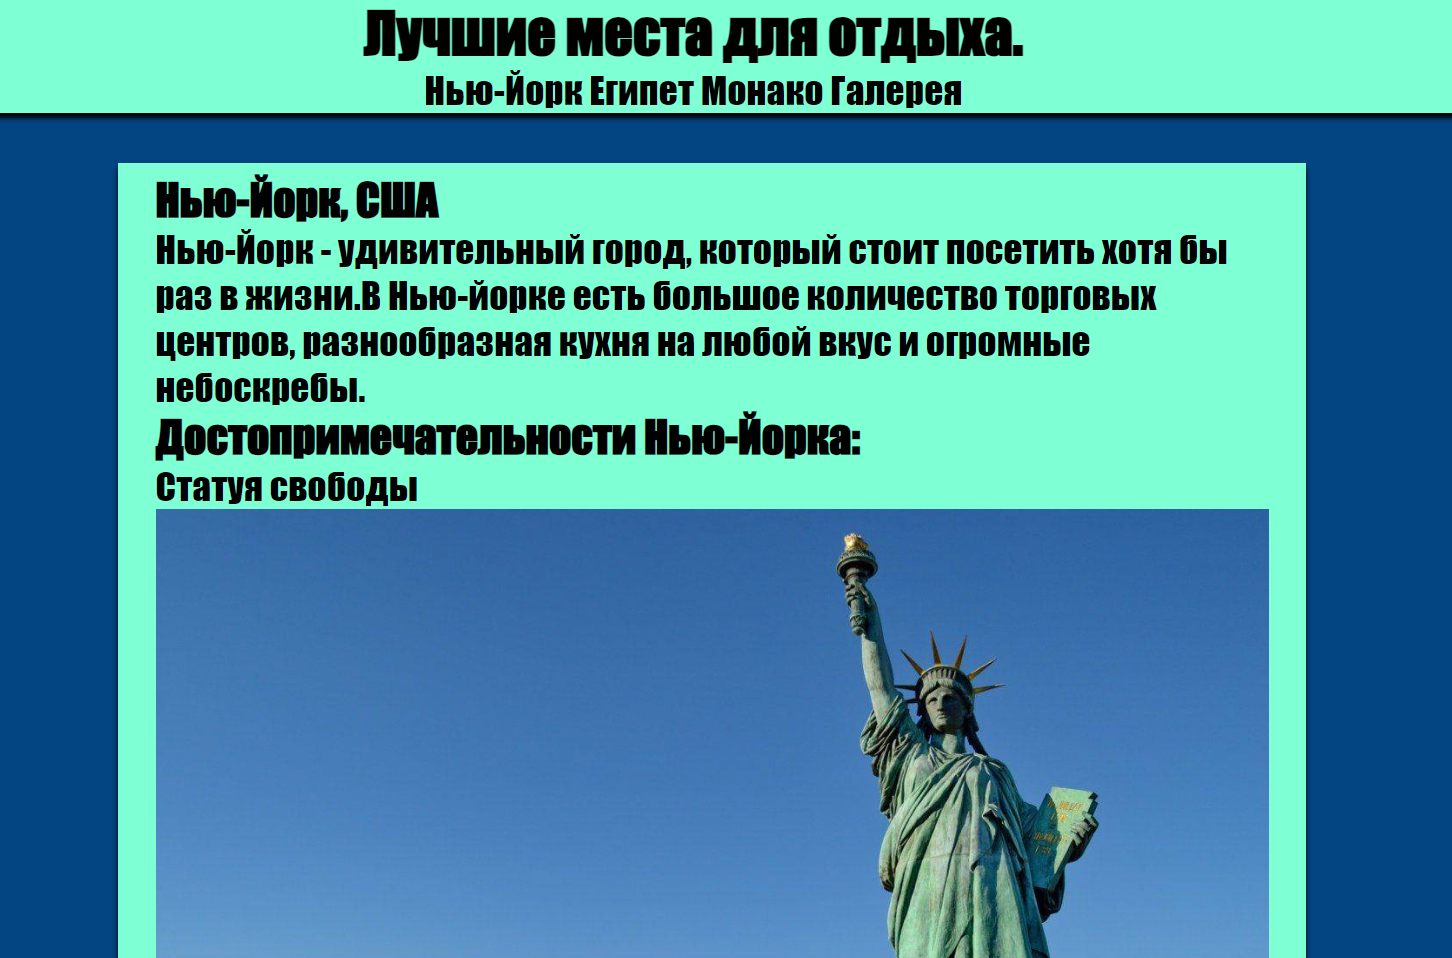 Лучшие места для отдыха.
Нью-Йорк Египет Монако Галерея
Нью-Йорк, США
Нью-Йорк - удивительный город, который стоит посетить хотя бы
раз в жизни.В Нью-йорке есть большое количество торговых
центров, разнообразная кухня на любой вкус и огромные
небоскребы.
Достопримечательности Нью-Йорка:
Статуя свободы